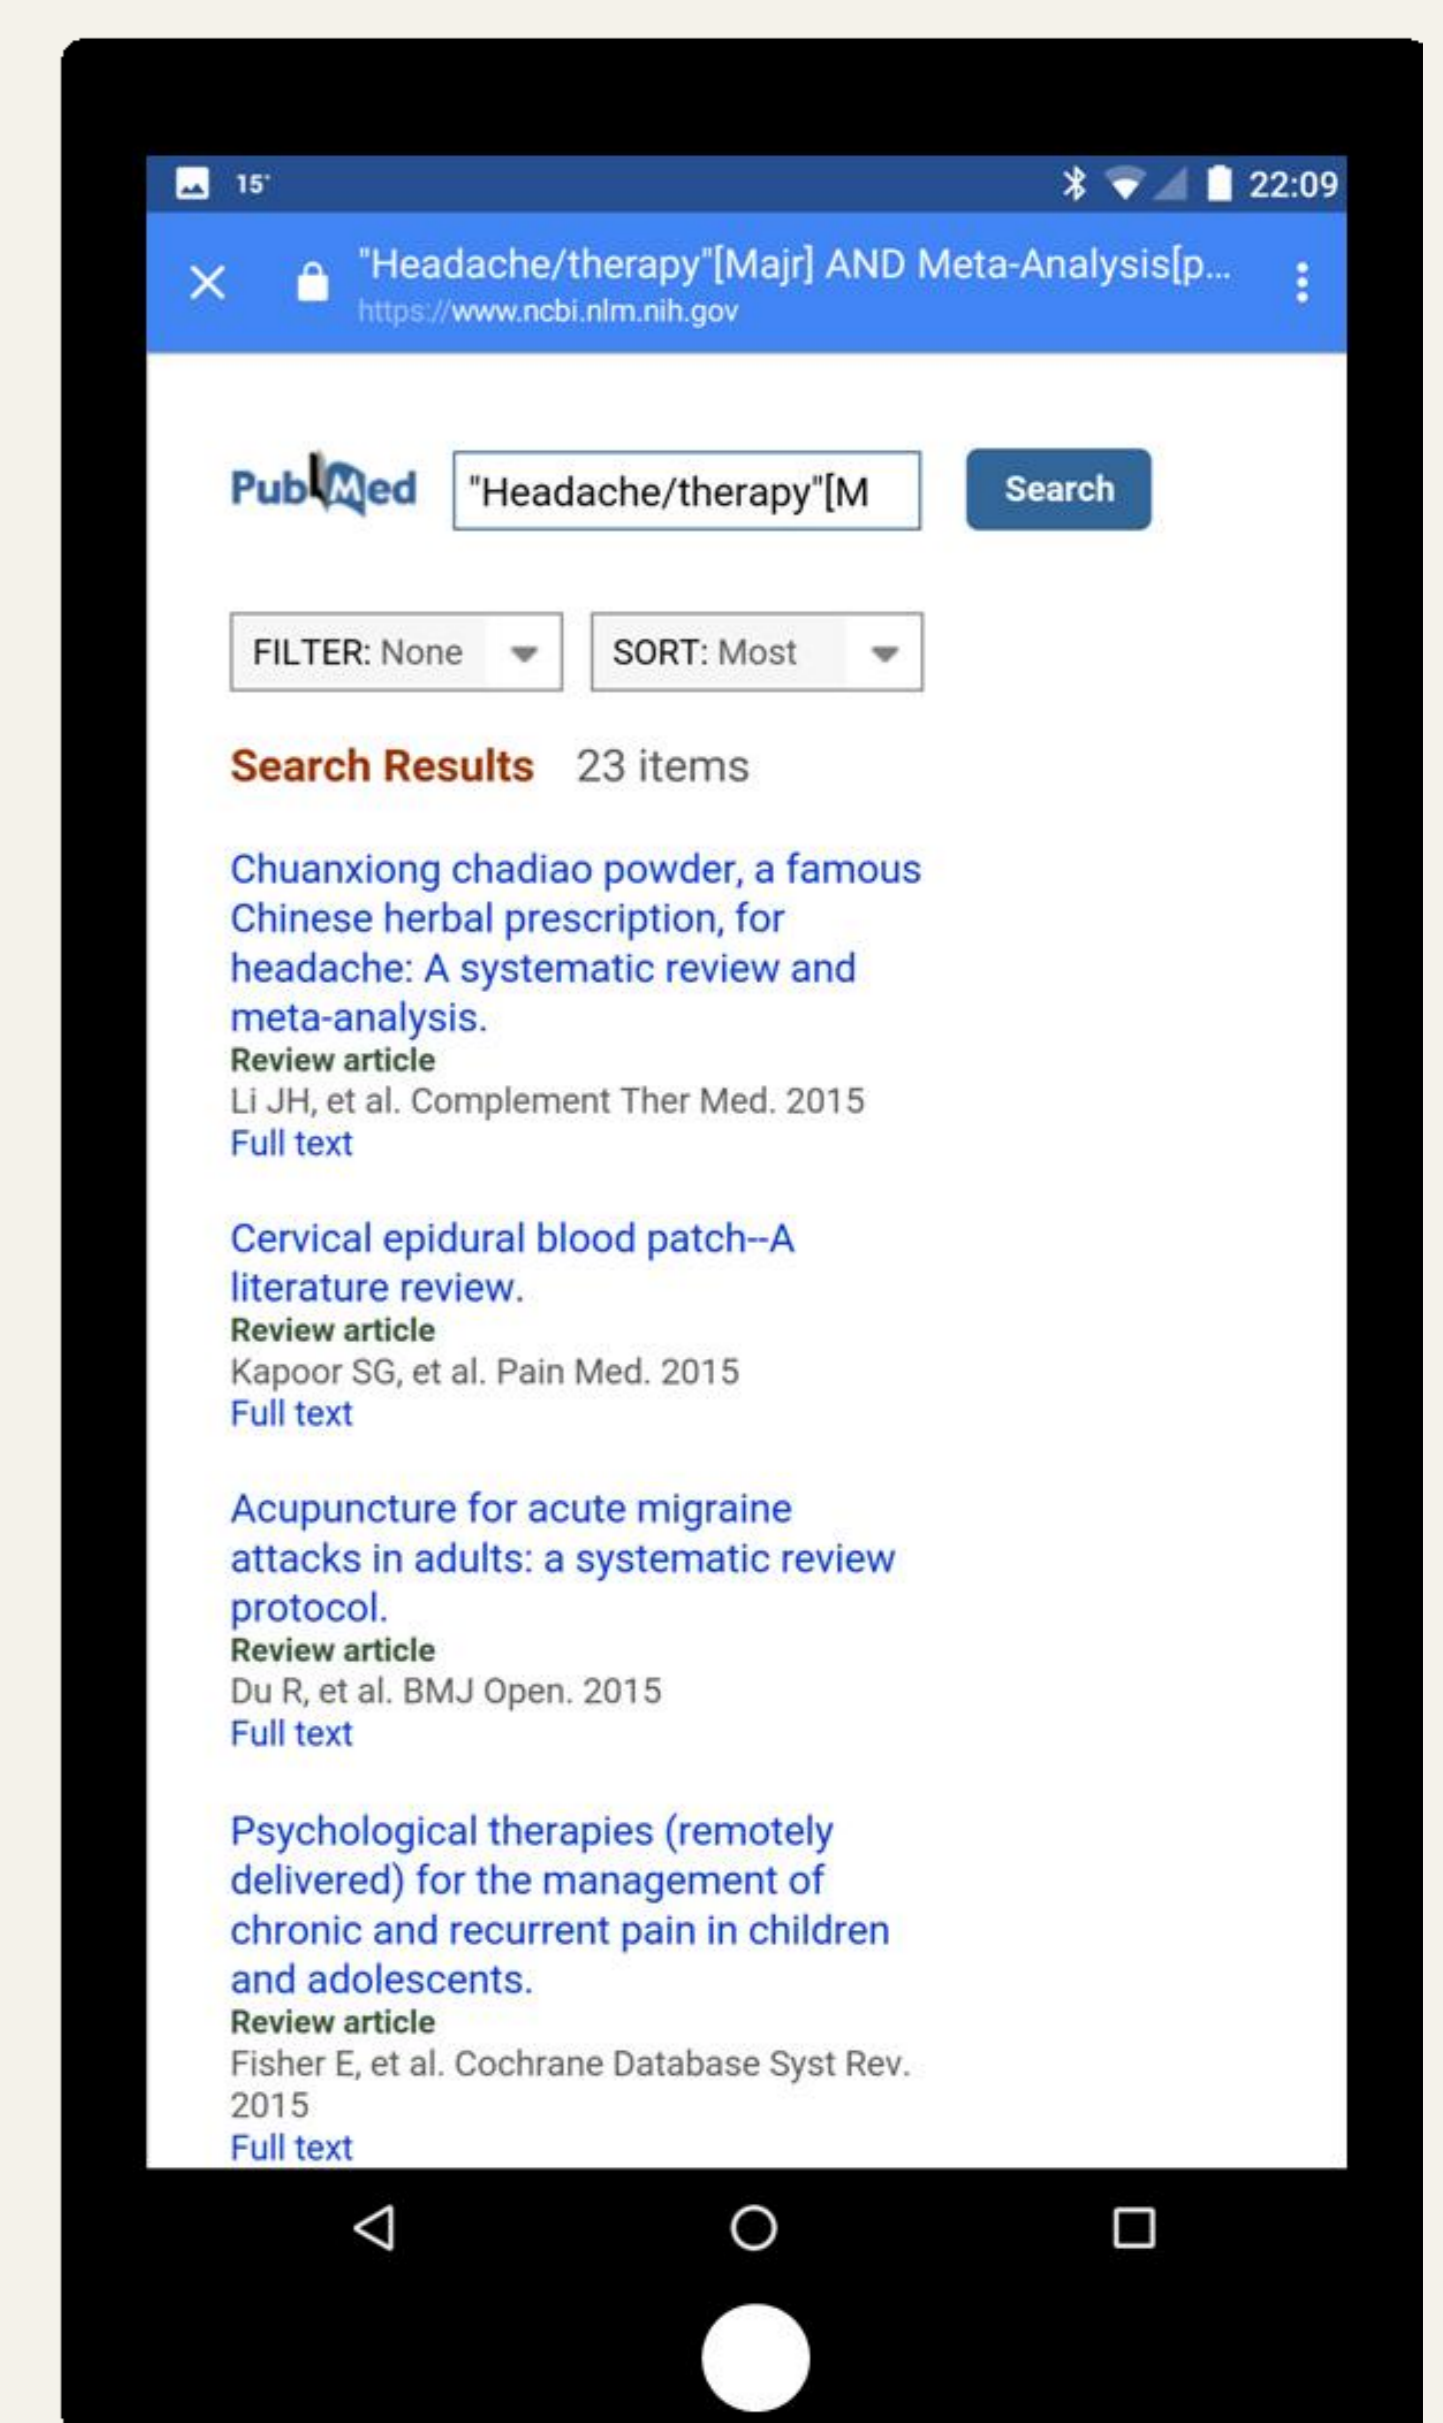 15°
22:09
"Headache/therapy"[Majr] AND Meta-Analysis[p...
https://www.ncbi.nlm.nih.gov
PubMed
"Headache/therapy"[M
Search
FILTER: None
SORT: Most
Search Results 23 items
Chuanxiong chadiao powder, a famous
Chinese herbal prescription, for
headache: A systematic review and
meta-analysis.
Review article
Li JH, et al. Complement Ther Med. 2015
Full text
Cervical epidural blood patch--A
literature review.
Review article
Kapoor SG, et al. Pain Med. 2015
Full text
Acupuncture for acute migraine
attacks in adults: a systematic review
protocol.
Review article
Du R, et al. BMJ Open. 2015
Full text
Psychological therapies (remotely
delivered) for the management of
chronic and recurrent pain in children
and adolescents.
Review article
Fisher E, et al. Cochrane Database Syst Rev.
2015
Full text